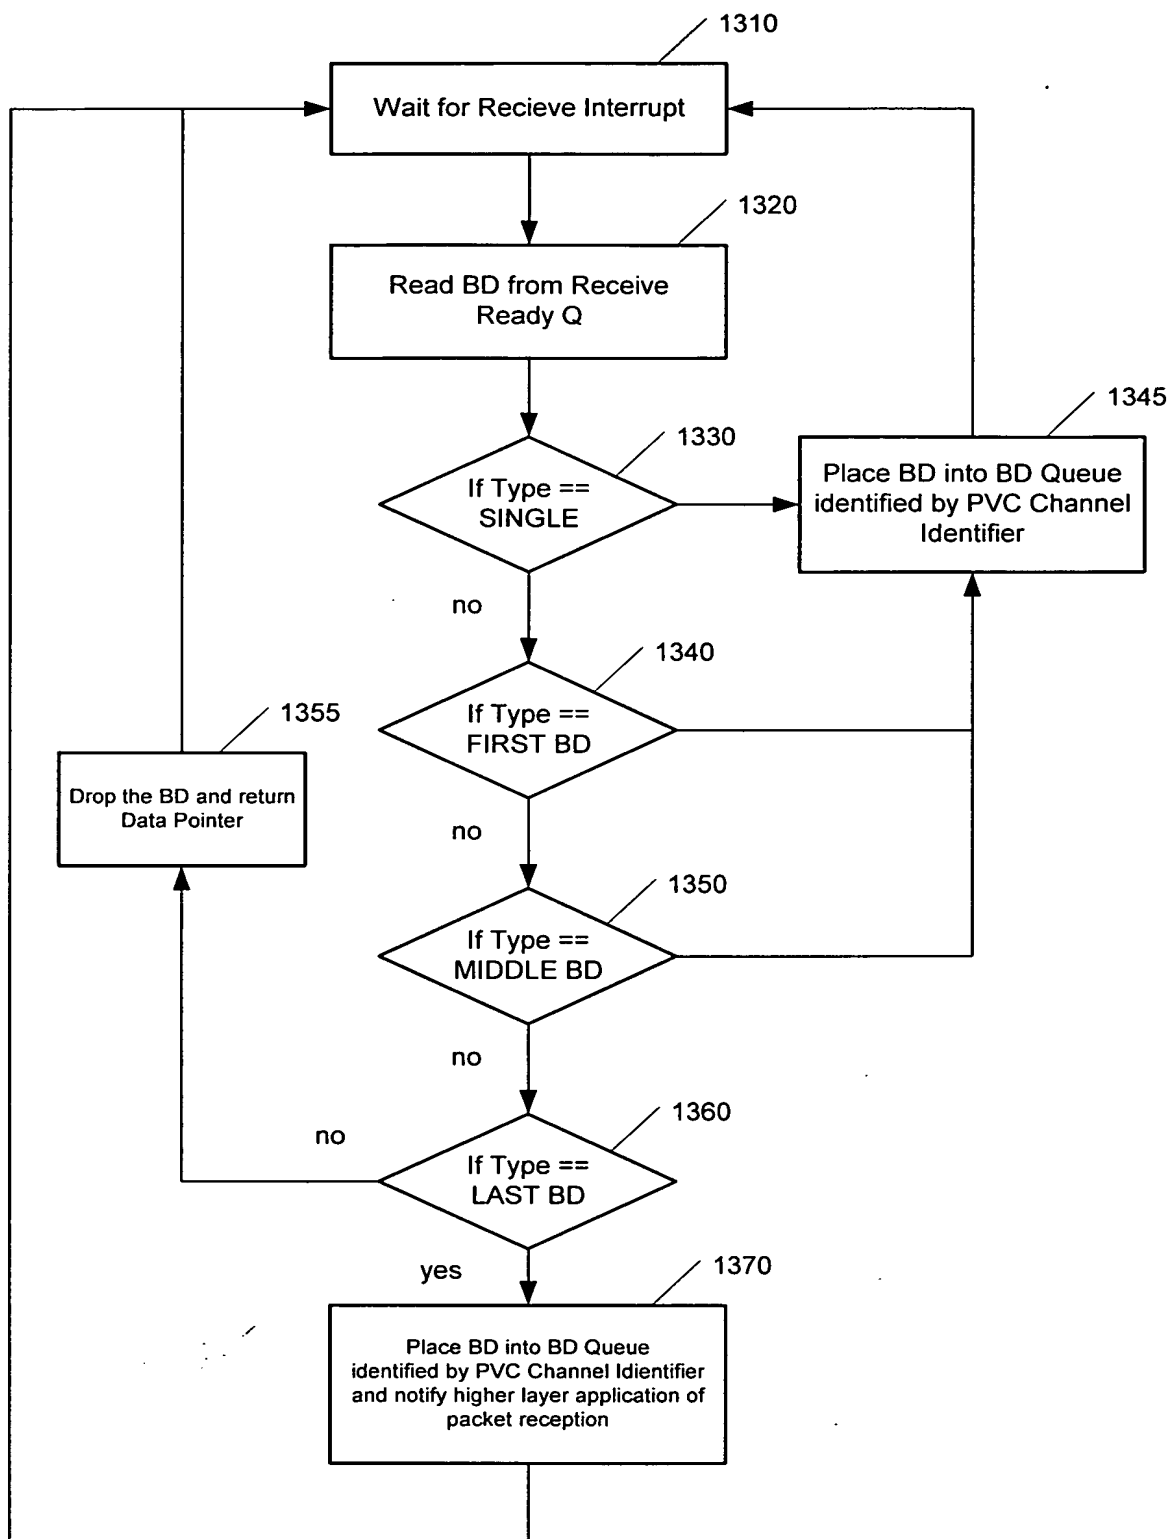 1310
Wait for Recieve Interrupt
1320
Read BD from Receive
Ready Q
1330
If Type ==
SINGLE
1345
Place BD into BD Queue
identified by PVC Channel
Identifier
no
1340
If Type ==
FIRST BD
1355
Drop the BD and return
Data Pointer
no
1350
If Type ==
MIDDLE BD
no
1360
no
If Type ==
LAST BD
yes
1370
Place BD into BD Queue
identified by PVC Channel Idientifier
and notify higher layer application of
packet reception